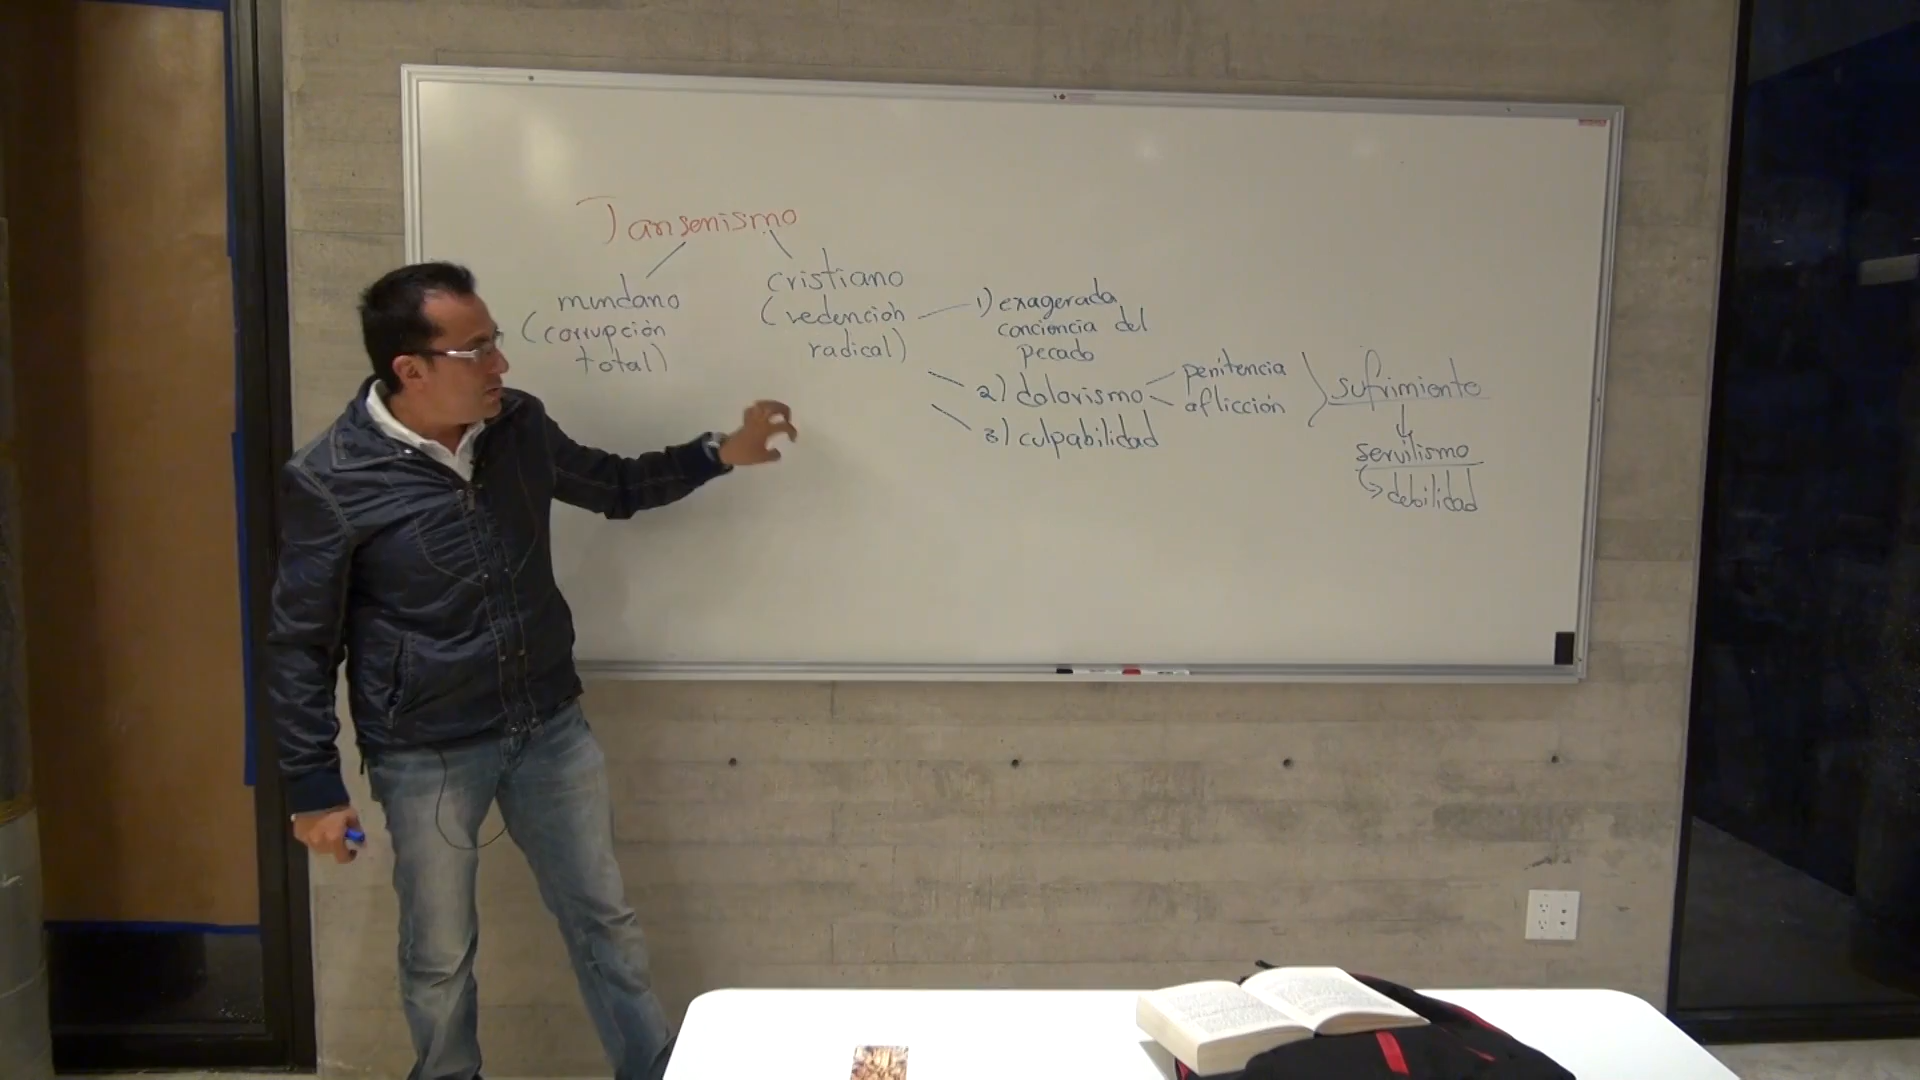 Jansenismo
mundano
(corrupción
total)
cristiano
(redención
radical)
1) exagerada
conciencia del
pecado
2) dolorismo
3) culpabilidad
penitencia
aflicción
sufrimiento
servilismo
debilidad